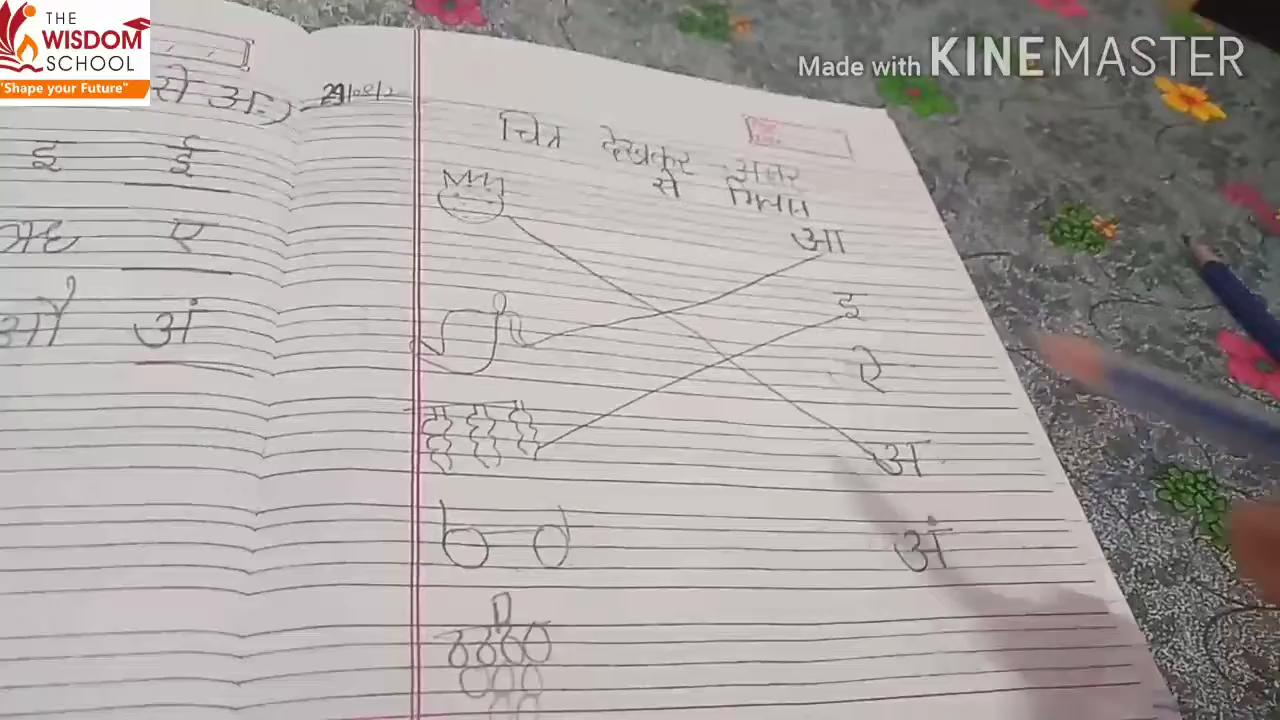 THE
WISDOM
SCHOOL
"Shape your Future"
Made with KINEMASTER
से अः)
इ ई
ऋ ए
औ अं
चित्र देखकर अक्षर
से मिलाए
आ
इ
ऐ
अ
अं